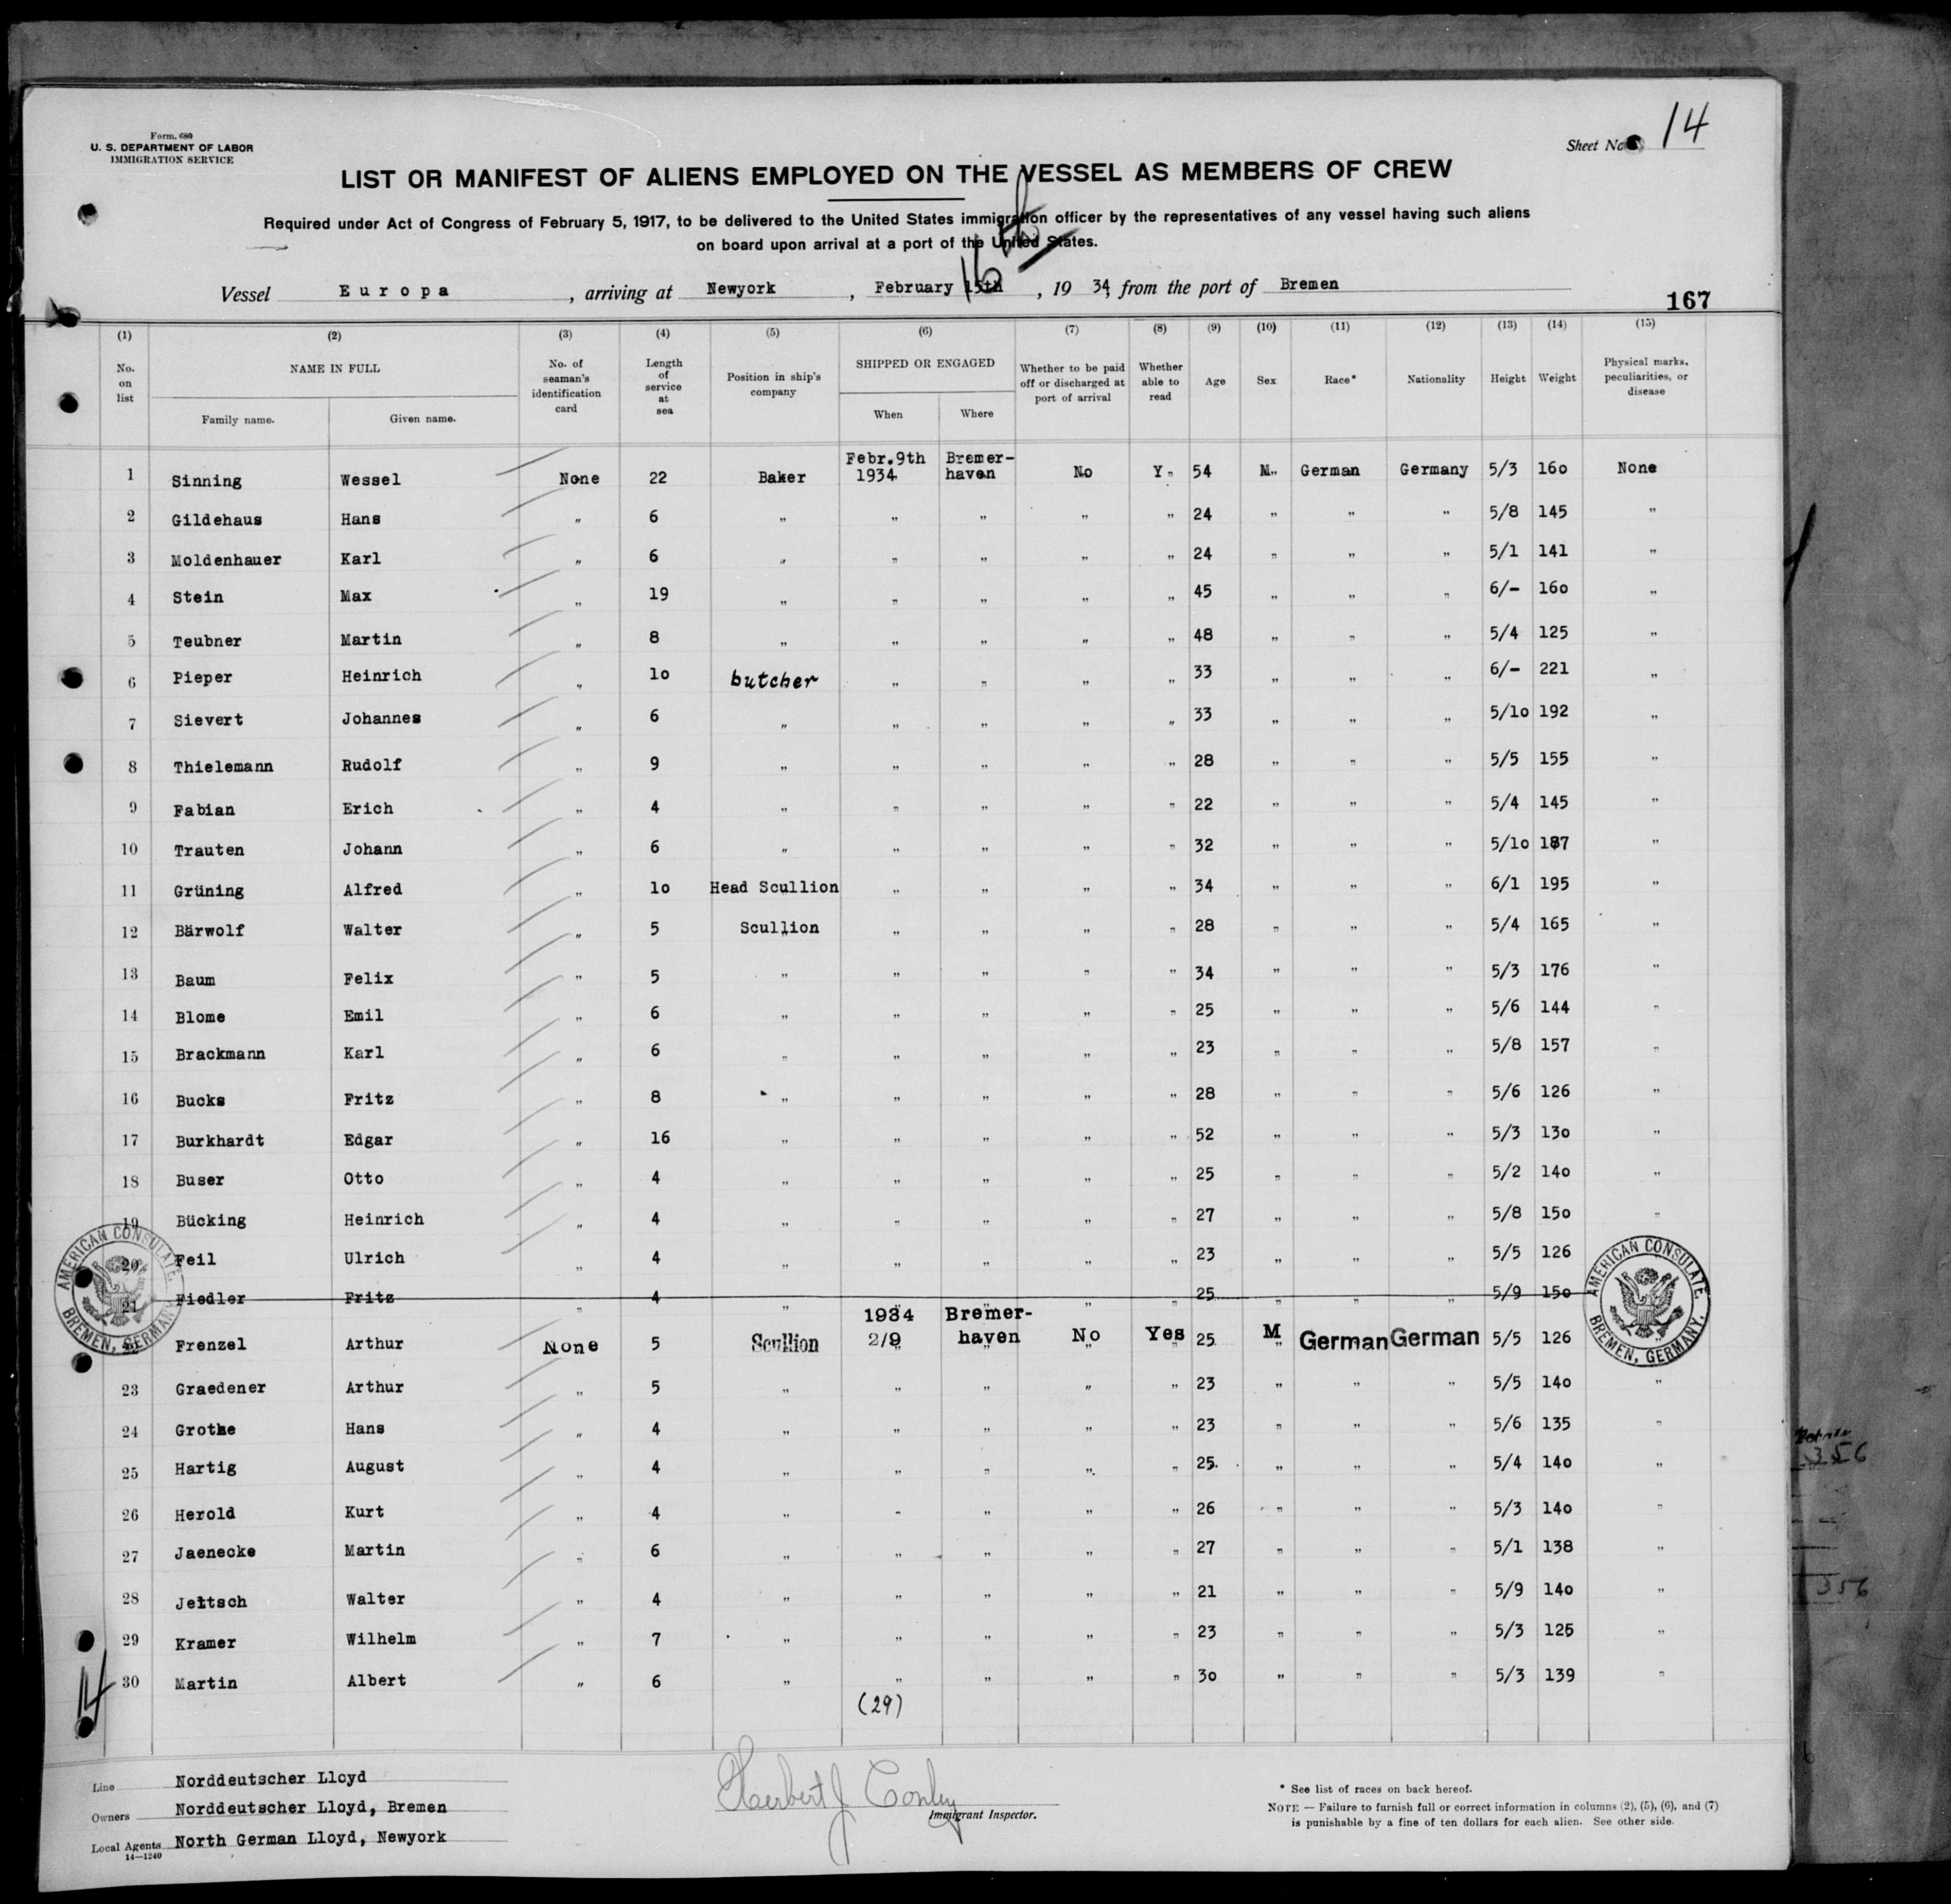 Form. 680
U. S. DEPARTMENT OF LABOR
IMMIGRATION SERVICE
Sheet No. 14
LIST OR MANIFEST OF ALIENS EMPLOYED ON THE VESSEL AS MEMBERS OF CREW
Required under Act of Congress of February 5, 1917, to be delivered to the United States immigration officer by the representatives of any vessel having such aliens
on board upon arrival at a port of the United States.
16th
Vessel Europa, arriving at Newyork, February 15th, 1934, from the port of Bremen
167
(1) (2) (3) (4) (5) (6) (7) (8) (9) (10) (11) (12) (13) (14) (15)
No. on list NAME IN FULL Family name. Given name. No. of seaman's identification card Length of service at sea Position in ship's company SHIPPED OR ENGAGED When Where Whether to be paid off or discharged at port of arrival Whether able to read Age Sex Race* Nationality Height Weight Physical marks, peculiarities, or disease
1 Sinning Wessel None 22 Baker Febr.9th 1934 Bremer-haven No Y„ 54 M. German Germany 5/3 16o None
2 Gildehaus Hans „ 6 „ „ „ „ „ 24 „ „ „ 5/8 145 „
3 Moldenhauer Karl „ 6 „ „ „ „ „ 24 „ „ „ 5/1 141 „
4 Stein Max „ 19 „ „ „ „ „ 45 „ „ „ 6/- 16o „
5 Teubner Martin „ 8 „ „ „ „ „ 48 „ „ „ 5/4 125 „
6 Pieper Heinrich „ 1o butcher „ „ „ „ 33 „ „ „ 6/- 221 „
7 Sievert Johannes „ 6 „ „ „ „ „ 33 „ „ „ 5/1o 192 „
8 Thielemann Rudolf „ 9 „ „ „ „ „ 28 „ „ „ 5/5 155 „
9 Fabian Erich „ 4 „ „ „ „ „ 22 „ „ „ 5/4 145 „
10 Trauten Johann „ 6 „ „ „ „ „ 32 „ „ „ 5/1o 187 „
11 Grüning Alfred „ 1o Head Scullion „ „ „ „ 34 „ „ „ 6/1 195 „
12 Bärwolf Walter „ 5 Scullion „ „ „ „ 28 „ „ „ 5/4 165 „
13 Baum Felix „ 5 „ „ „ „ „ 34 „ „ „ 5/3 176 „
14 Blome Emil „ 6 „ „ „ „ „ 25 „ „ „ 5/6 144 „
15 Brackmann Karl „ 6 „ „ „ „ „ 23 „ „ „ 5/8 157 „
16 Bucks Fritz „ 8 „ „ „ „ „ 28 „ „ „ 5/6 126 „
17 Burkhardt Edgar „ 16 „ „ „ „ „ 52 „ „ „ 5/3 13o „
18 Buser Otto „ 4 „ „ „ „ „ 25 „ „ „ 5/2 14o „
19 Bücking Heinrich „ 4 „ „ „ „ „ 27 „ „ „ 5/8 15o „
20 Feil Ulrich „ 4 „ „ „ „ „ 23 „ „ „ 5/5 126
21 Fiedler Fritz „ 4 „ „ „ „ „ 25 „ „ „ 5/9 15o
Frenzel Arthur None 5 Scullion 1934 2/9 Bremer-haven No Yes 25 M German German 5/5 126
23 Graedener Arthur „ 5 „ „ „ „ „ 23 „ „ „ 5/5 14o „
24 Grothe Hans „ 4 „ „ „ „ „ 23 „ „ „ 5/6 135 „
25 Hartig August „ 4 „ „ „ „ „ 25. „ „ „ 5/4 14o „
26 Herold Kurt „ 4 „ „ „ „ „ 26 „ „ „ 5/3 14o „
27 Jaenecke Martin „ 6 „ „ „ „ „ 27 „ „ „ 5/1 138 „
28 Jeltsch Walter „ 4 „ „ „ „ „ 21 „ „ „ 5/9 14o „
29 Kramer Wilhelm „ 7 „ „ „ „ „ 23 „ „ „ 5/3 125 „
30 Martin Albert „ 6 „ „ „ „ „ 30 „ „ „ 5/3 139 „
(29)
AMERICAN CONSULATE. BREMEN, GERMANY.
AMERICAN CONSULATE. BREMEN, GERMANY.
356
356
14
Line Norddeutscher Lloyd
Owners Norddeutscher Lloyd, Bremen
Local Agents North German Lloyd, Newyork
14—1240
Herbert J Conley
Immigrant Inspector.
* See list of races on back hereof.
NOTE — Failure to furnish full or correct information in columns (2), (5), (6), and (7)
is punishable by a fine of ten dollars for each alien. See other side.